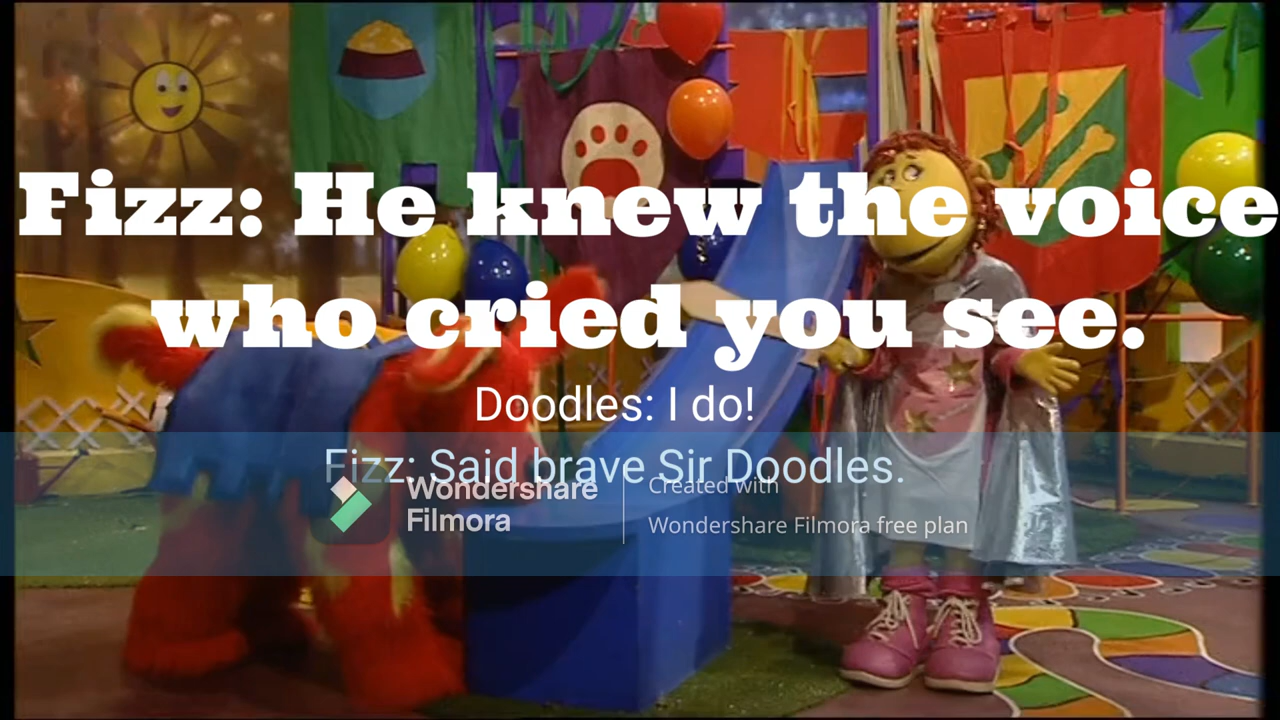 Fizz: He knew the voice
who cried you see.
Doodles: I do!
Fizz: Said brave Sir Doodles.
Wondershare
Filmora
Created with
Wondershare Filmora free plan